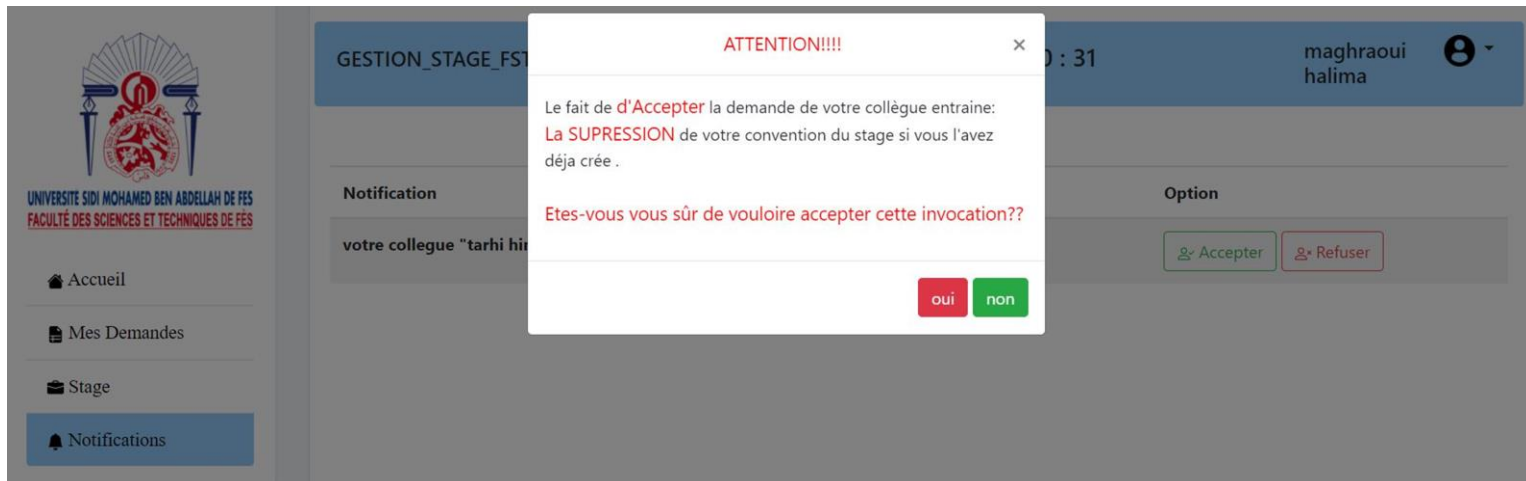 UNIVERSITE SIDI MOHAMED BEN ABDELLAH DE FES
FACULTÉ DES SCIENCES ET TECHNIQUES DE FÈS
Accueil
Mes Demandes
Stage
Notifications
GESTION_STAGE_FST
: 31
maghraoui
halima
ATTENTION!!!!
×
Le fait de d'Accepter la demande de votre collègue entraine:
La SUPRESSION de votre convention du stage si vous l'avez
déja crée .
Etes-vous vous sûr de vouloire accepter cette invocation??
oui non
Notification Option
votre collegue "tarhi Accepter Refuser